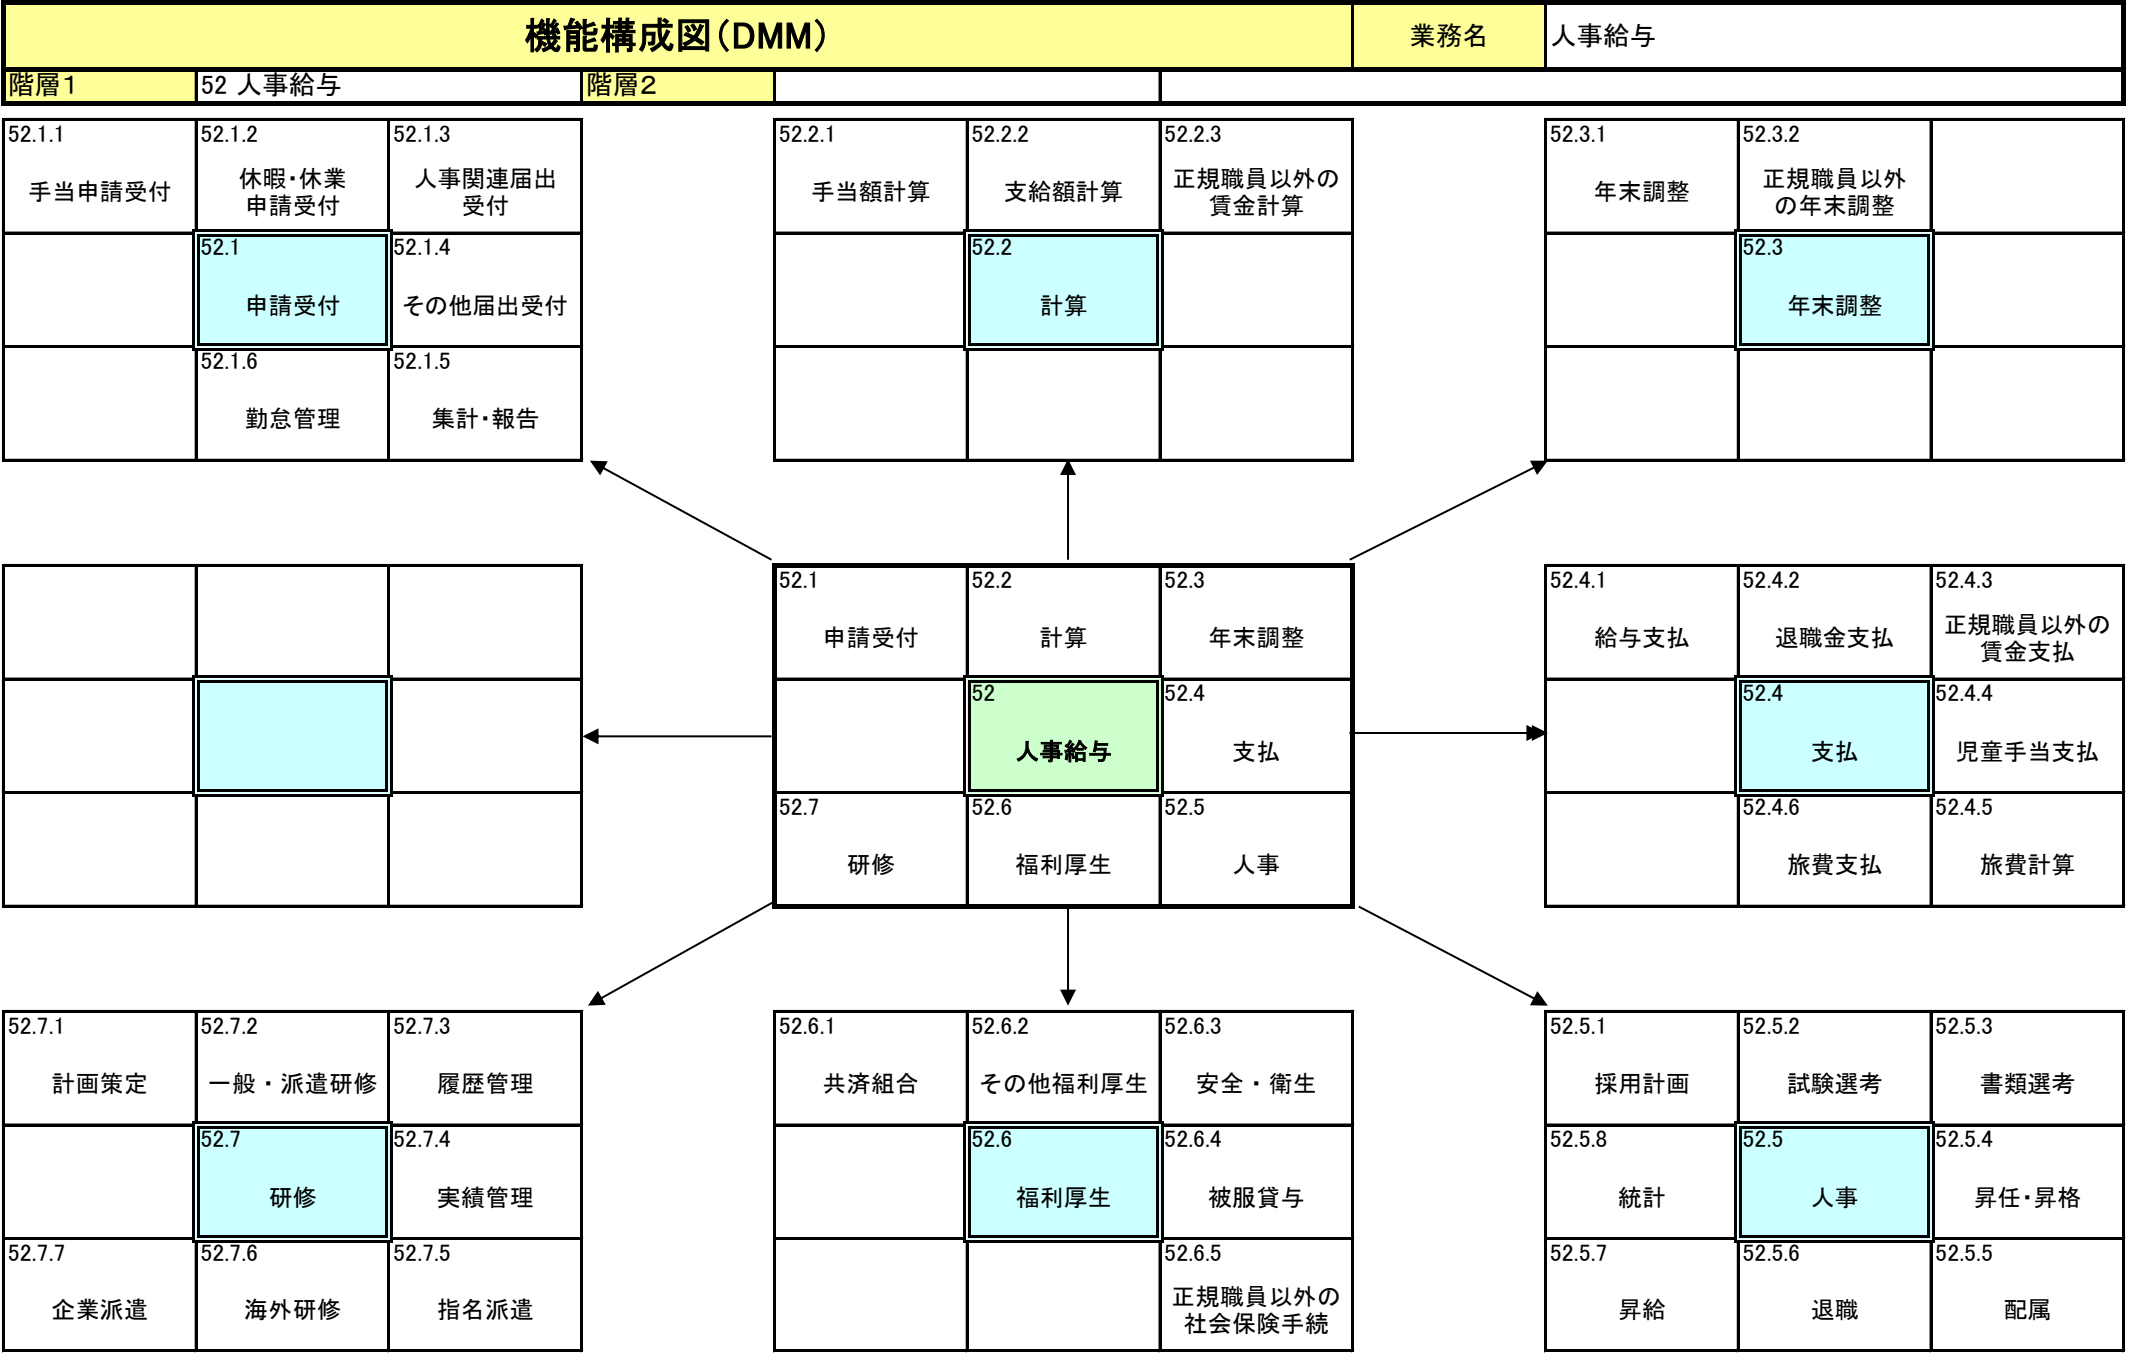 機能構成図（DMM）
業務名
人事給与
階層１
52 人事給与
階層２
52.1.1
手当申請受付
52.1.2
休暇・休業
申請受付
52.1.3
人事関連届出
受付
52.1
申請受付
52.1.4
その他届出受付
52.1.6
勤怠管理
52.1.5
集計・報告
52.2.1
手当額計算
52.2.2
支給額計算
52.2.3
正規職員以外の
賃金計算
52.2
計算
52.3.1
年末調整
52.3.2
正規職員以外
の年末調整
52.3
年末調整
52.1
申請受付
52.2
計算
52.3
年末調整
52
人事給与
52.4
支払
52.7
研修
52.6
福利厚生
52.5
人事
52.4.1
給与支払
52.4.2
退職金支払
52.4.3
正規職員以外の
賃金支払
52.4
支払
52.4.4
児童手当支払
52.4.6
旅費支払
52.4.5
旅費計算
52.7.1
計画策定
52.7.2
一般・派遣研修
52.7.3
履歴管理
52.7
研修
52.7.4
実績管理
52.7.7
企業派遣
52.7.6
海外研修
52.7.5
指名派遣
52.6.1
共済組合
52.6.2
その他福利厚生
52.6.3
安全・衛生
52.6
福利厚生
52.6.4
被服貸与
52.6.5
正規職員以外の
社会保険手続
52.5.1
採用計画
52.5.2
試験選考
52.5.3
書類選考
52.5.8
統計
52.5
人事
52.5.4
昇任・昇格
52.5.7
昇給
52.5.6
退職
52.5.5
配属